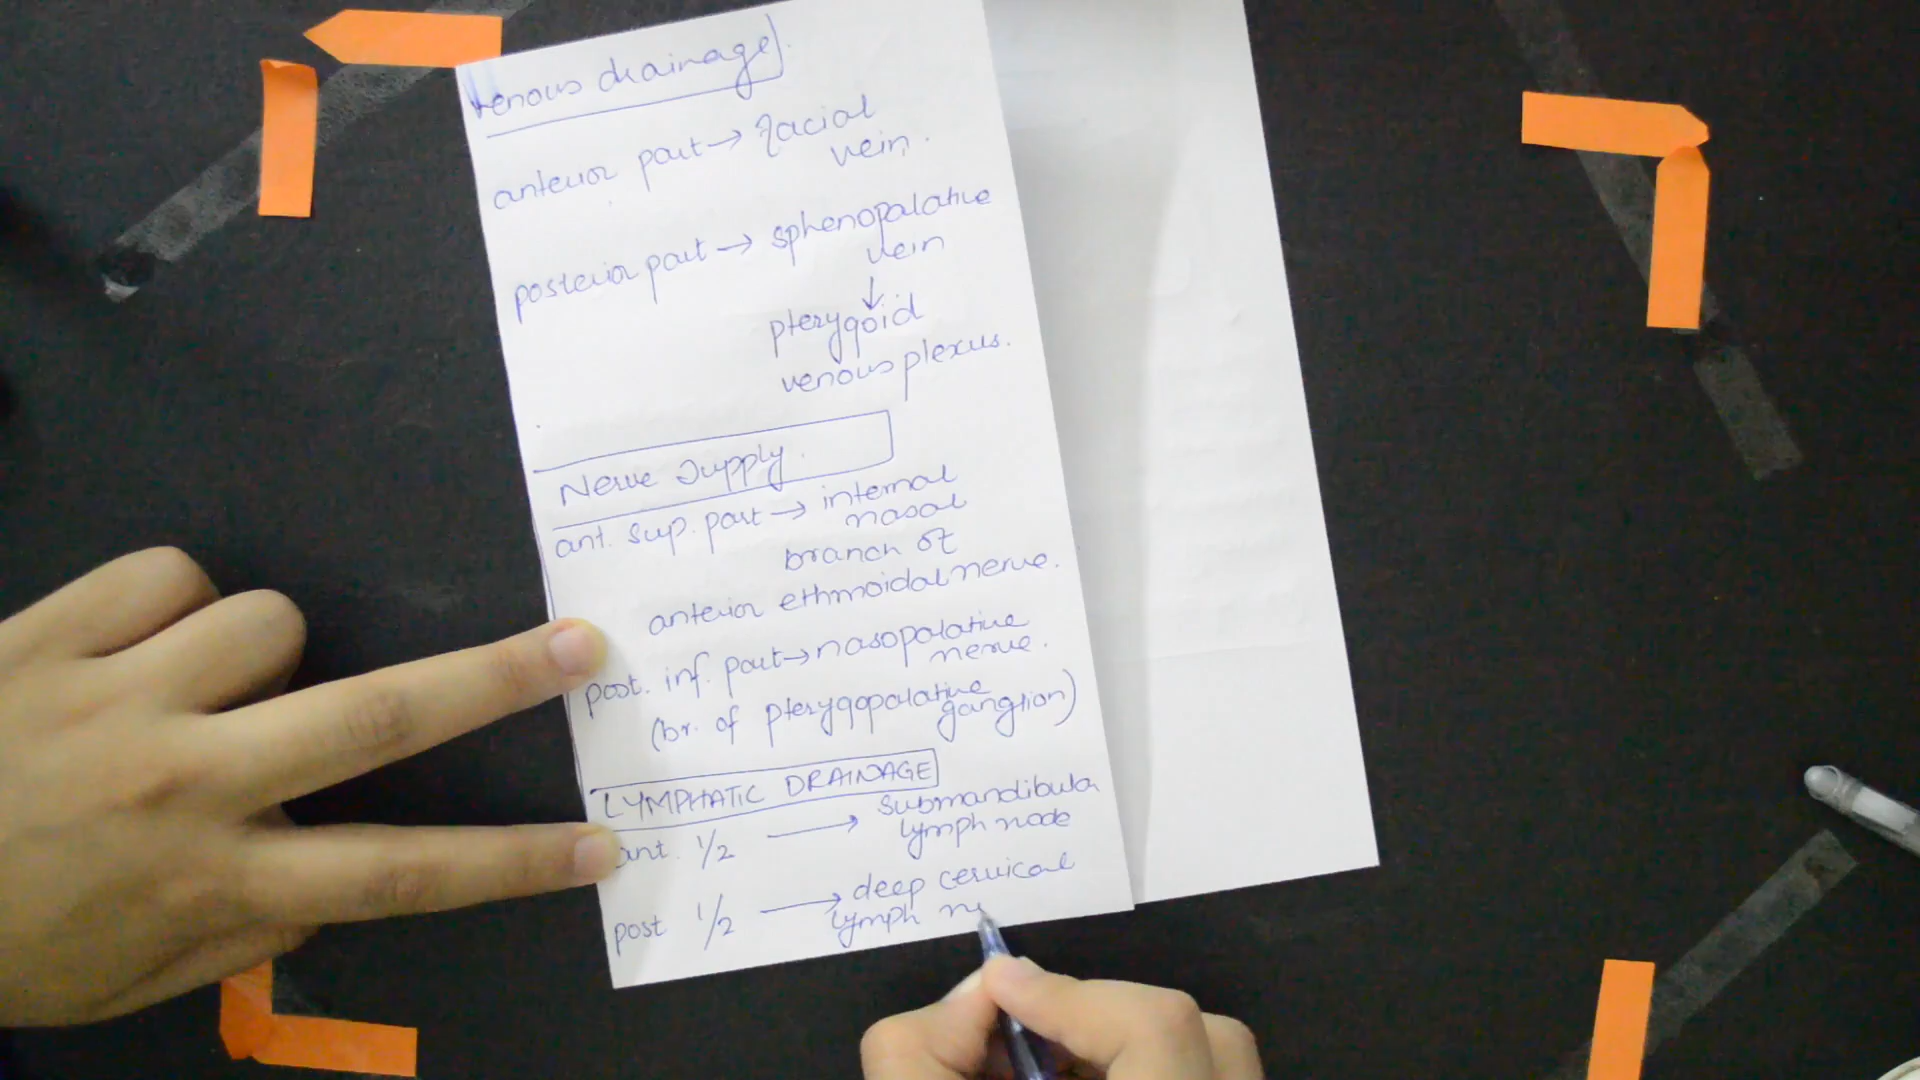 venous drainage
anterior part → facial
vein.
posterior part → sphenopalatine
vein
↓
pterygoid
venous plexus.
Nerve Supply.
ant. sup. part → internal
nasal
branch of
anterior ethmoidal nerve.
post. inf. part → nasopalatine
nerve.
(br. of pterygopalatine
ganglion)
LYMPHATIC DRAINAGE
ant. 1/2 → submandibular
lymph node
post 1/2 → deep cervical
lymph n